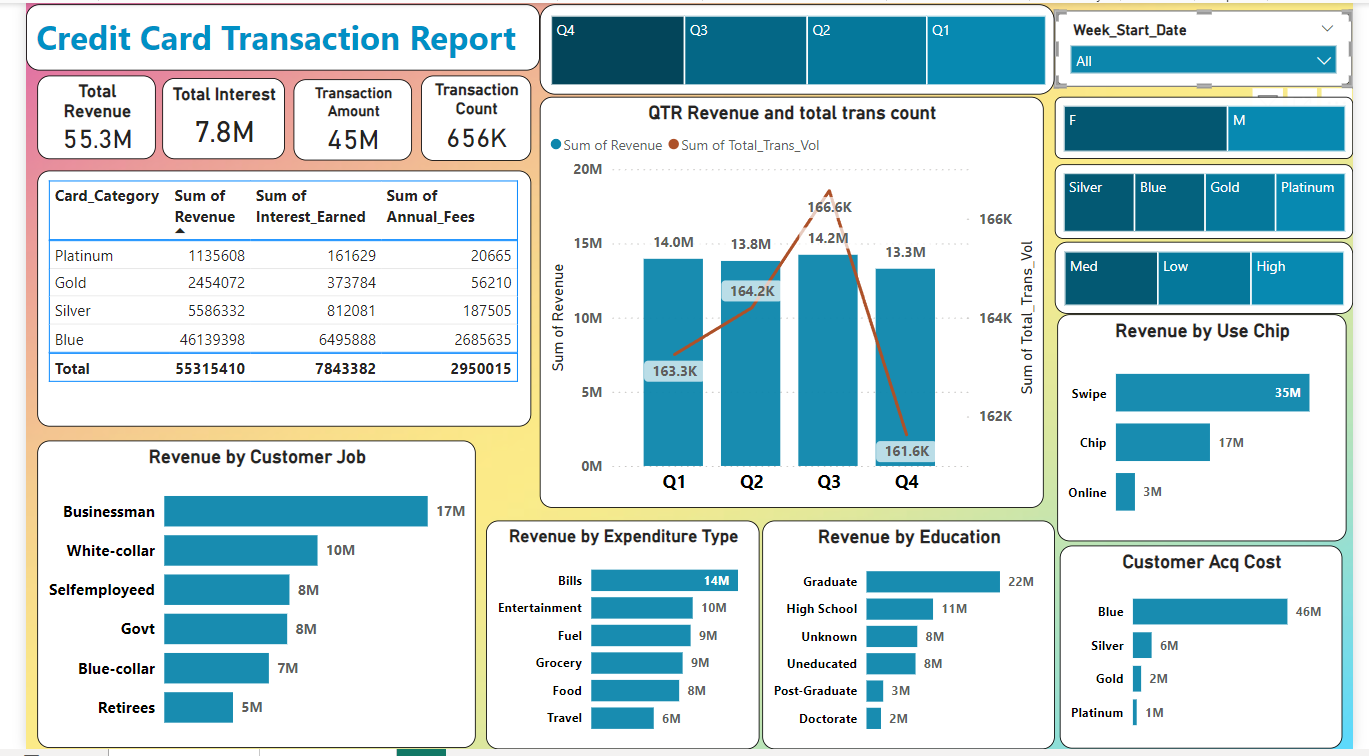 Credit Card Transaction Report
Q4
Q3
Q2
Q1
Week_Start_Date
All
Total
Revenue
55.3M
Total Interest
7.8M
Transaction
Amount
45M
Transaction
Count
656K
F
M
Silver
Blue
Gold
Platinum
Med
Low
High
Card_Category Sum of Revenue Sum of Interest_Earned Sum of Annual_Fees
Platinum 1135608 161629 20665
Gold 2454072 373784 56210
Silver 5586332 812081 187505
Blue 46139398 6495888 2685635
Total 55315410 7843382 2950015
QTR Revenue and total trans count
Sum of Revenue Sum of Total_Trans_Vol
20M
15M
10M
5M
0M
Sum of Revenue
14.0M
13.8M
14.2M
13.3M
163.3K
164.2K
166.6K
161.6K
166K
164K
162K
Sum of Total_Trans_Vol
Q1 Q2 Q3 Q4
Revenue by Use Chip
Swipe 35M
Chip 17M
Online 3M
Revenue by Customer Job
Businessman 17M
White-collar 10M
Selfemployeed 8M
Govt 8M
Blue-collar 7M
Retirees 5M
Revenue by Expenditure Type
Bills 14M
Entertainment 10M
Fuel 9M
Grocery 9M
Food 8M
Travel 6M
Revenue by Education
Graduate 22M
High School 11M
Unknown 8M
Uneducated 8M
Post-Graduate 3M
Doctorate 2M
Customer Acq Cost
Blue 46M
Silver 6M
Gold 2M
Platinum 1M